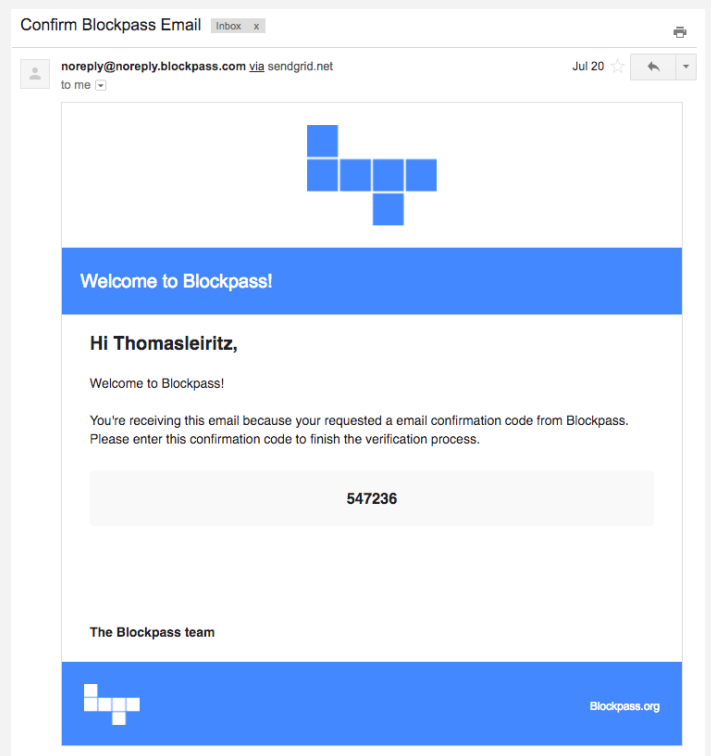 Confirm Blockpass Email Inbox x
noreply@noreply.blockpass.com via sendgrid.net Jul 20
to me
Welcome to Blockpass!
Hi Thomasleiritz,
Welcome to Blockpass!
You're receiving this email because your requested a email confirmation code from Blockpass.
Please enter this confirmation code to finish the verification process.
547236
The Blockpass team
Blockpass.org